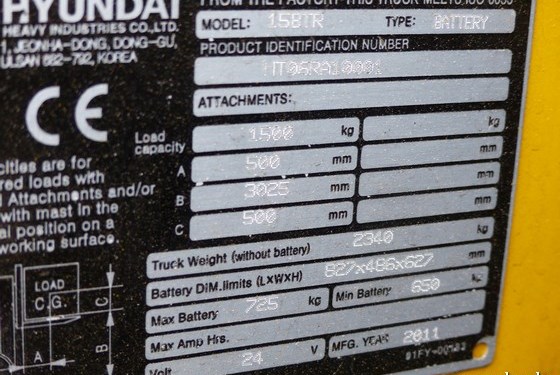 HYUNDAI
HEAVY INDUSTRIES CO.,LTD.
1, JEONHA-DONG, DONG-GU,
ULSAN 682-792, KOREA
FROM THE FACTORY THIS TRUCK MEETS
MODEL: 15BTR TYPE: BATTERY
PRODUCT IDENTIFICATION NUMBER
ATTACHMENTS:
CE
Load capacity 1500 kg kg
A 500 mm mm
B 3025 mm mm
C 500 mm mm
cities are for
red loads with
Attachments and/or
with mast in the
al position on a
working surface.
Truck Weight (without battery) 2340 kg
Battery DIM.limits (LXWXH) 827x486x627 mm
Max Battery 725 kg Min Battery 650
Max Amp Hrs.
Volt 24 V MFG. YEAR 2011
LOAD
C.G.
C
A
B